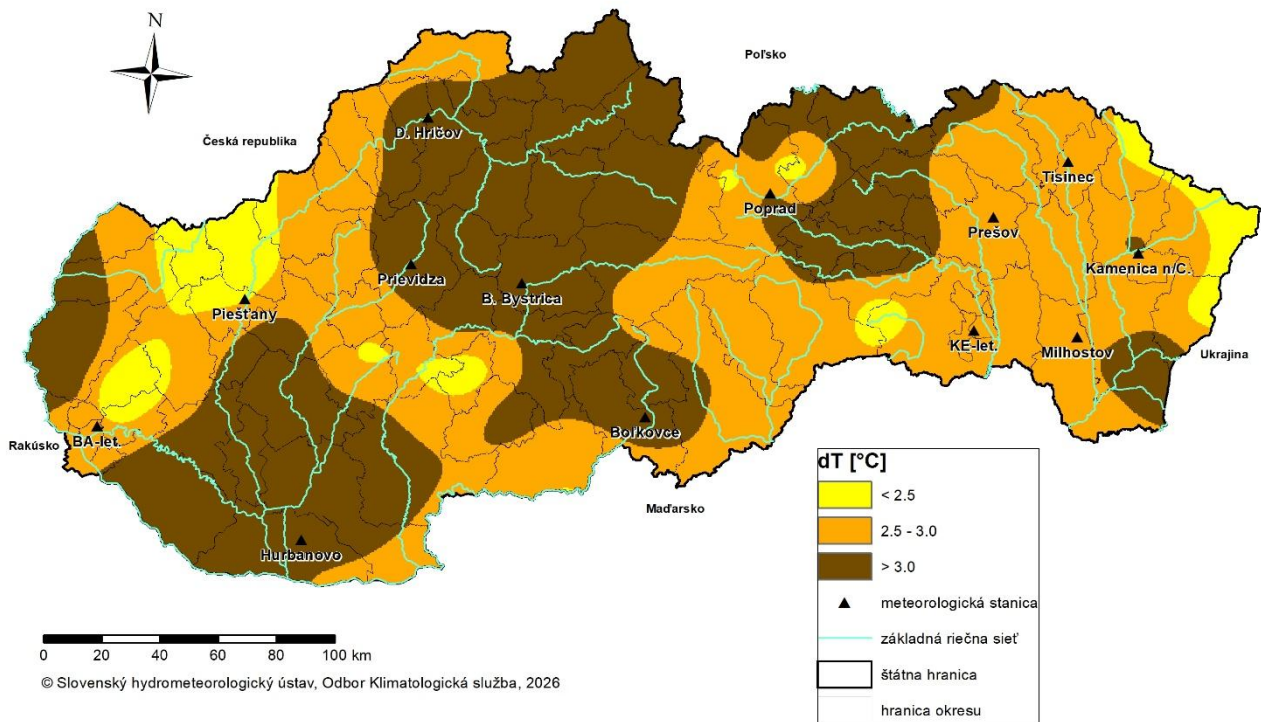 N
Poľsko
Česká republika
D. Hričov
Tisinec
Poprad
Prešov
Kamenica n/C.
Prievidza
B. Bystrica
Piešťany
KE-let.
Milhostov
Ukrajina
Boľkovce
BA-let.
Rakúsko
Maďarsko
Hurbanovo
dT [°C]
< 2.5
2.5 - 3.0
> 3.0
meteorologická stanica
základná riečna sieť
štátna hranica
hranica okresu
0 20 40 60 80 100 km
© Slovenský hydrometeorologický ústav, Odbor Klimatologická služba, 2026